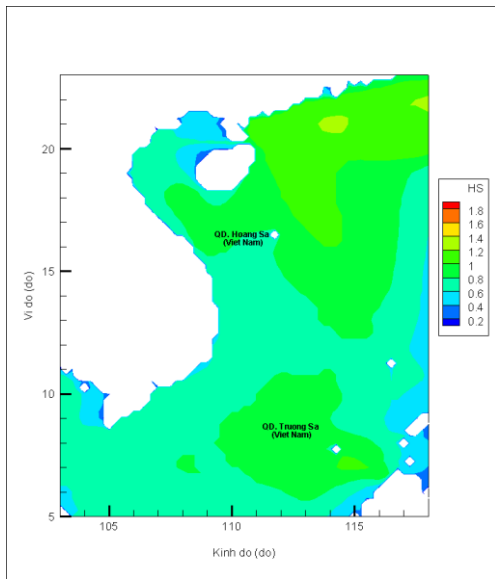 HS
1.8
1.6
1.4
1.2
1
0.8
0.6
0.4
0.2
20
15
10
5
Vi do (do)
QD. Hoang Sa
(Viet Nam)
QD. Truong Sa
(Viet Nam)
105
110
115
Kinh do (do)